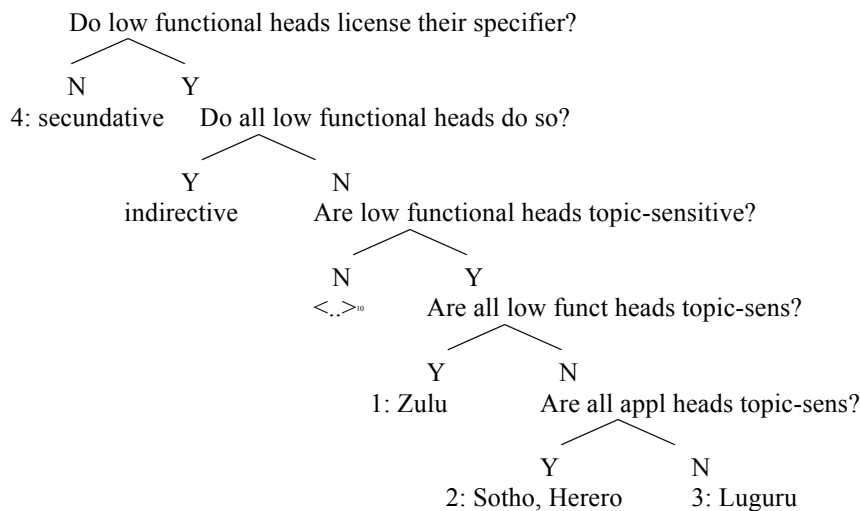 Do low functional heads license their specifier?
N Y
4: secundative Do all low functional heads do so?
Y N
indirective Are low functional heads topic-sensitive?
N Y
<..>10 Are all low funct heads topic-sens?
Y N
1: Zulu Are all appl heads topic-sens?
Y N
2: Sotho, Herero 3: Luguru